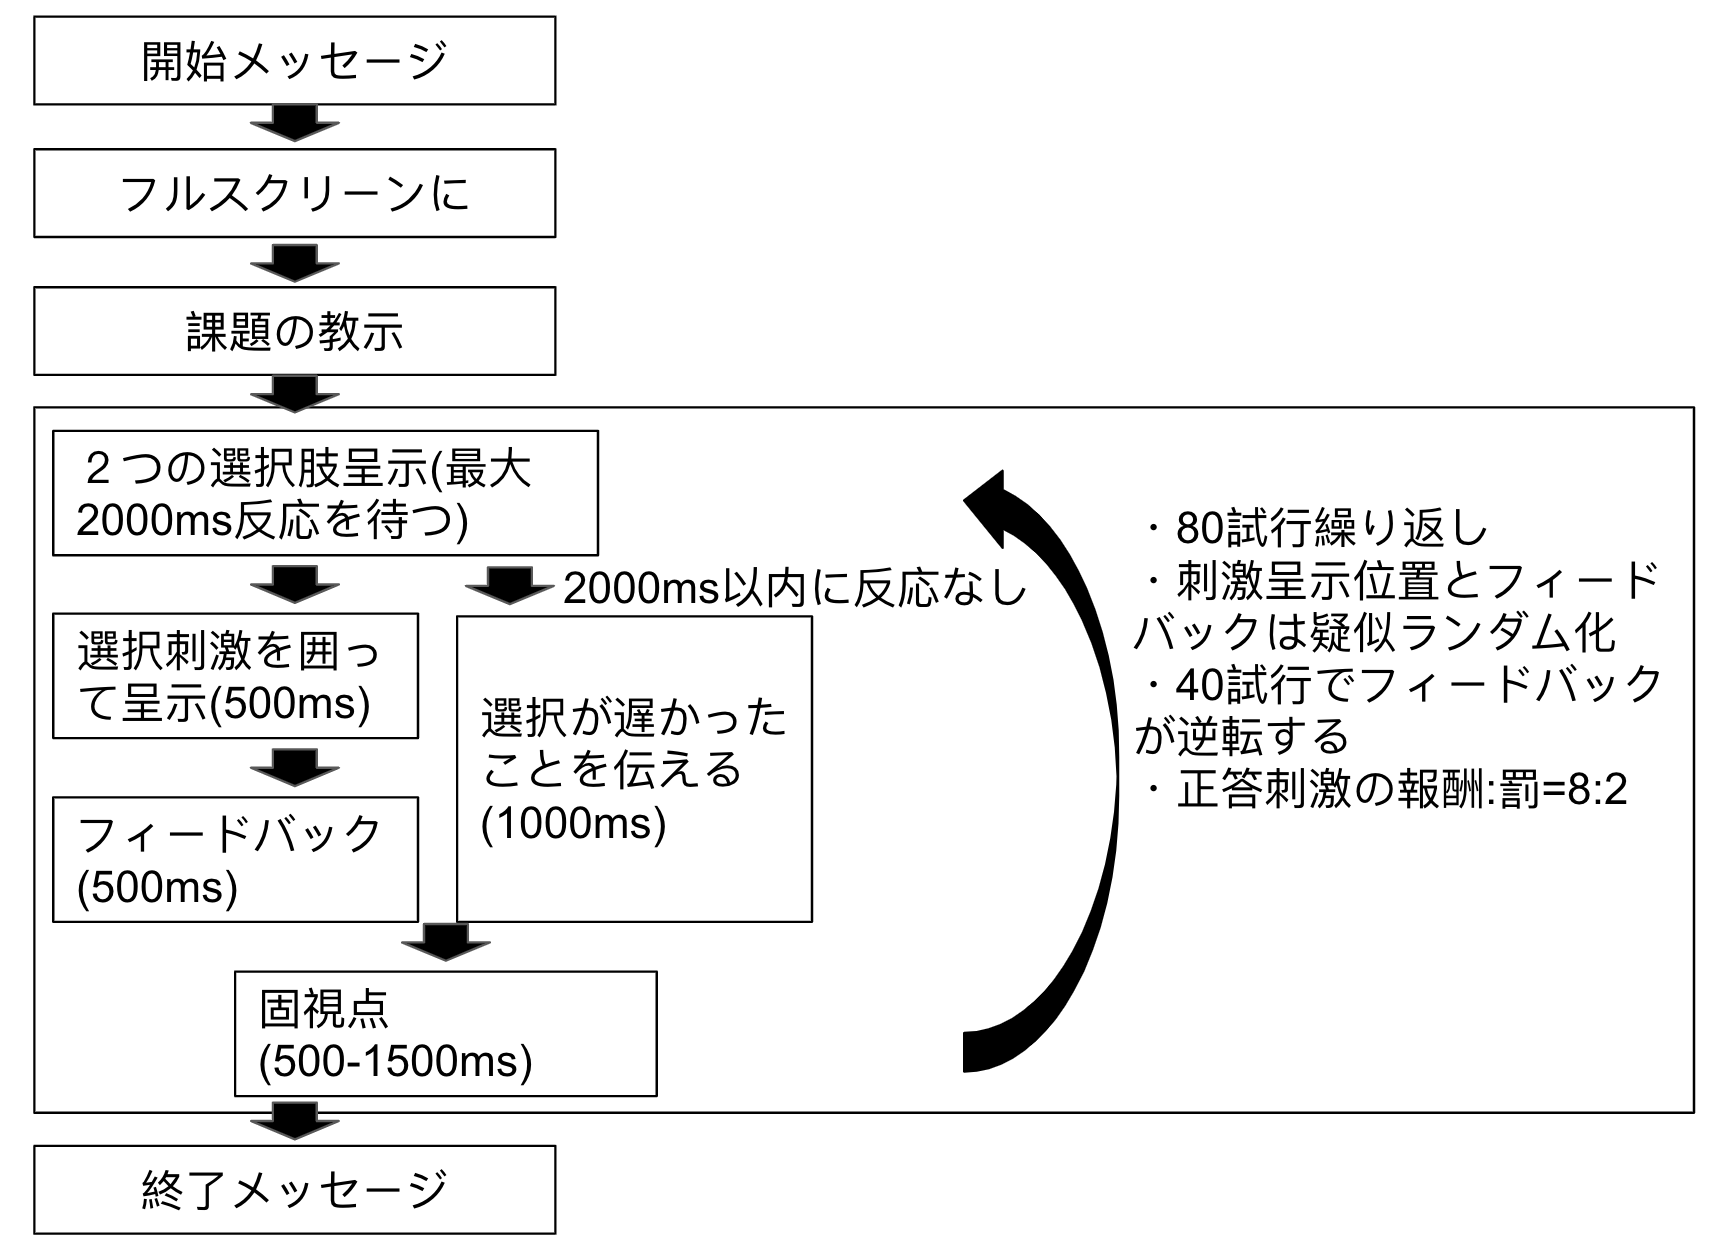 開始メッセージ
フルスクリーンに
課題の教示
２つの選択肢呈示(最大
2000ms反応を待つ)
2000ms以内に反応なし
選択刺激を囲っ
て呈示(500ms)
選択が遅かった
ことを伝える
(1000ms)
フィードバック
(500ms)
固視点
(500-1500ms)
・80試行繰り返し
・刺激呈示位置とフィード
バックは疑似ランダム化
・40試行でフィードバック
が逆転する
・正答刺激の報酬:罰=8:2
終了メッセージ